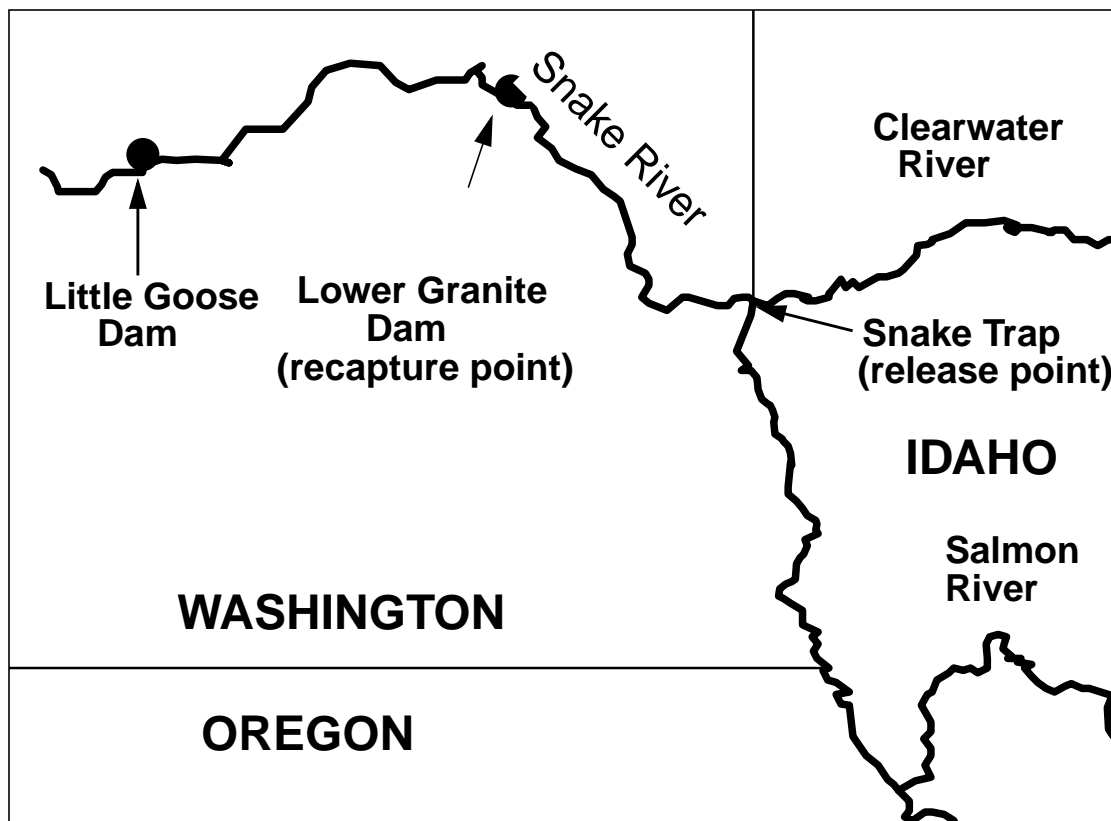 Snake River
Clearwater
River
Little Goose
Dam
Lower Granite
Dam
(recapture point)
Snake Trap
(release point)
IDAHO
Salmon
River
WASHINGTON
OREGON